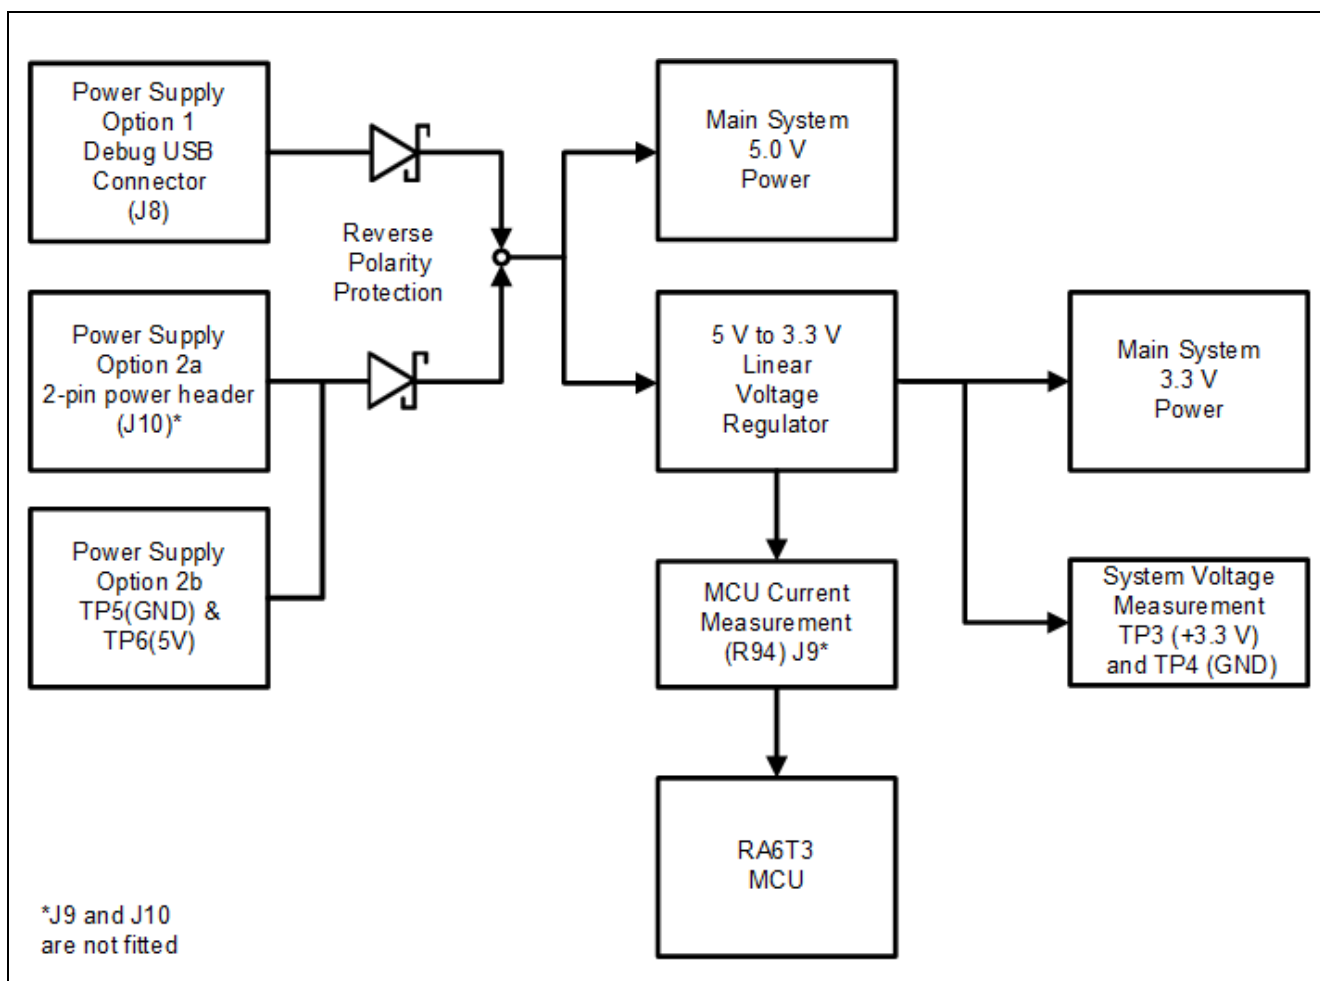 Power Supply
Option 1
Debug USB
Connector
(J8)
Reverse
Polarity
Protection
Main System
5.0 V
Power
Power Supply
Option 2a
2-pin power header
(J10)*
5 V to 3.3 V
Linear
Voltage
Regulator
Main System
3.3 V
Power
Power Supply
Option 2b
TP5(GND) &
TP6(5V)
MCU Current
Measurement
(R94) J9*
System Voltage
Measurement
TP3 (+3.3 V)
and TP4 (GND)
RA6T3
MCU
*J9 and J10
are not fitted